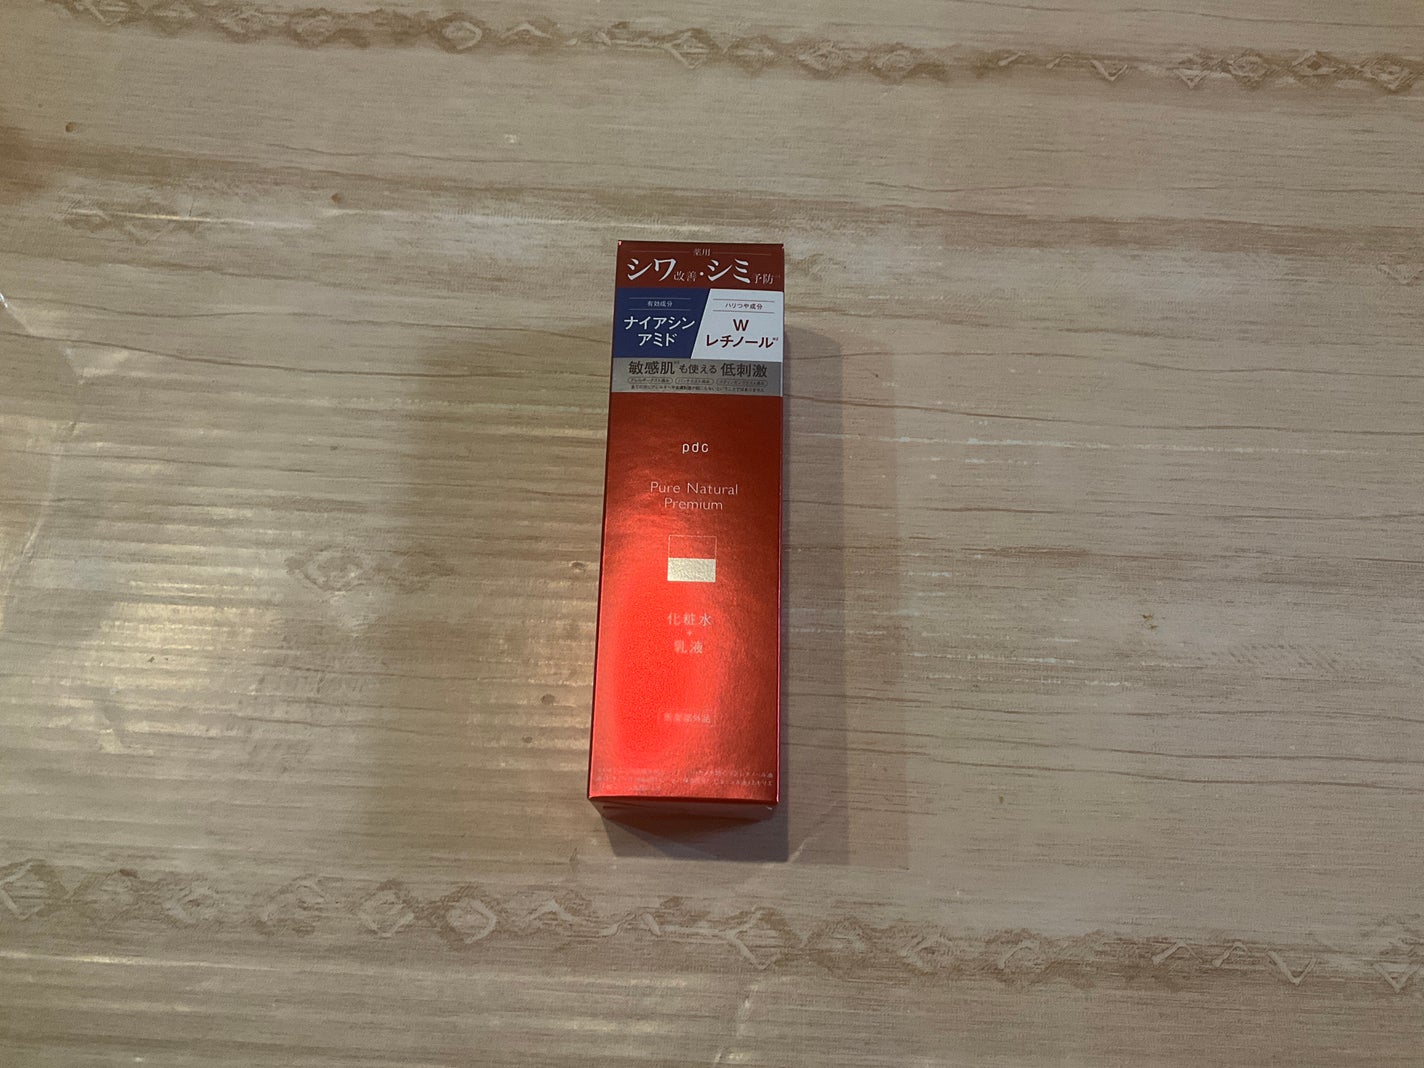 薬用
シワ改善・シミ予防
有効成分
ナイアシン
アミド
ハリつや成分
W
レチノール
敏感肌も使える低刺激
pdc
Pure Natural
Premium
化粧水
+
乳液
医薬部外品